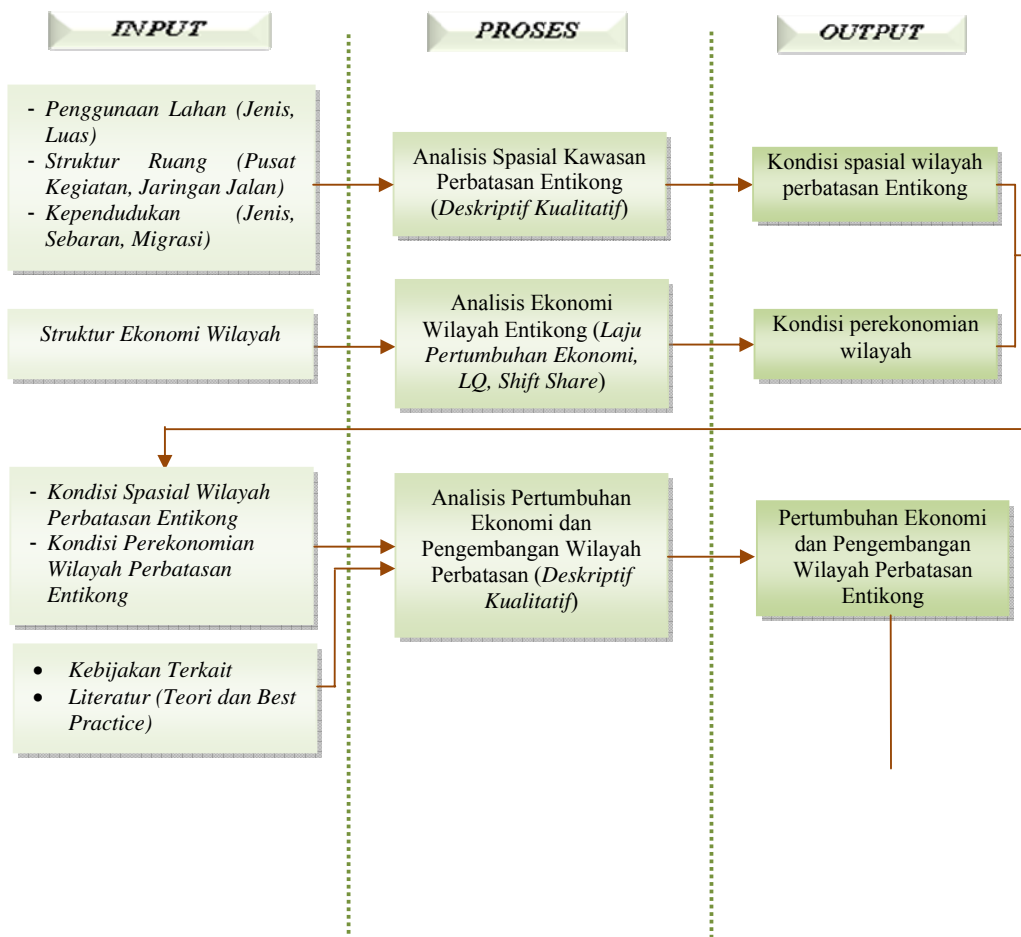 INPUT
PROSES
OUTPUT
- Penggunaan Lahan (Jenis,
Luas)
- Struktur Ruang (Pusat
Kegiatan, Jaringan Jalan)
- Kependudukan (Jenis,
Sebaran, Migrasi)
Analisis Spasial Kawasan
Perbatasan Entikong
(Deskriptif Kualitatif)
Kondisi spasial wilayah
perbatasan Entikong
Struktur Ekonomi Wilayah
Analisis Ekonomi
Wilayah Entikong (Laju
Pertumbuhan Ekonomi,
LQ, Shift Share)
Kondisi perekonomian
wilayah
- Kondisi Spasial Wilayah
Perbatasan Entikong
- Kondisi Perekonomian
Wilayah Perbatasan
Entikong
Analisis Pertumbuhan
Ekonomi dan
Pengembangan Wilayah
Perbatasan (Deskriptif
Kualitatif)
Pertumbuhan Ekonomi
dan Pengembangan
Wilayah Perbatasan
Entikong
• Kebijakan Terkait
• Literatur (Teori dan Best
Practice)